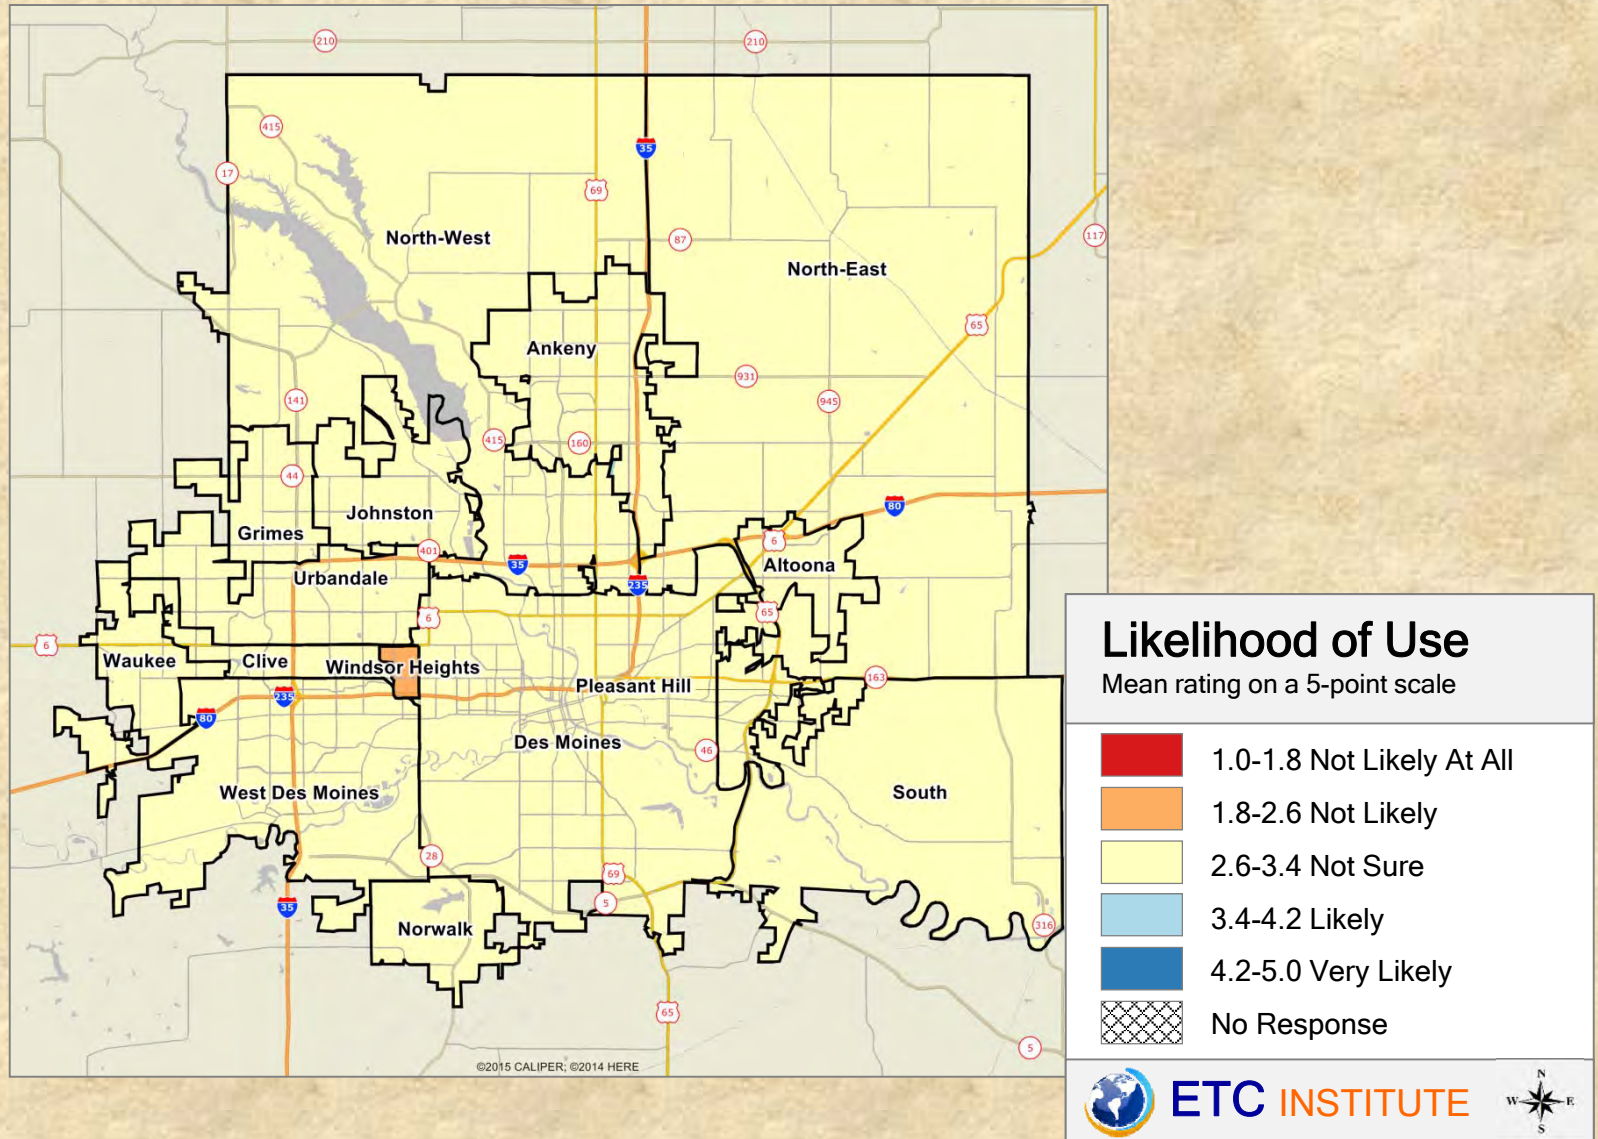 210
210
415
35
17
69
117
North-West
87
North-East
65
Ankeny
931
141
945
415
160
44
80
Johnston
Grimes
6
401
35
Altoona
Urbandale
235
65
6
6
Waukee
Clive
Windsor Heights
163
Pleasant Hill
235
80
Des Moines
46
West Des Moines
South
28
69
5
35
316
Norwalk
65
5
©2015 CALIPER; ©2014 HERE
Likelihood of Use
Mean rating on a 5-point scale
1.0-1.8 Not Likely At All
1.8-2.6 Not Likely
2.6-3.4 Not Sure
3.4-4.2 Likely
4.2-5.0 Very Likely
No Response
ETC INSTITUTE
N
W E
S